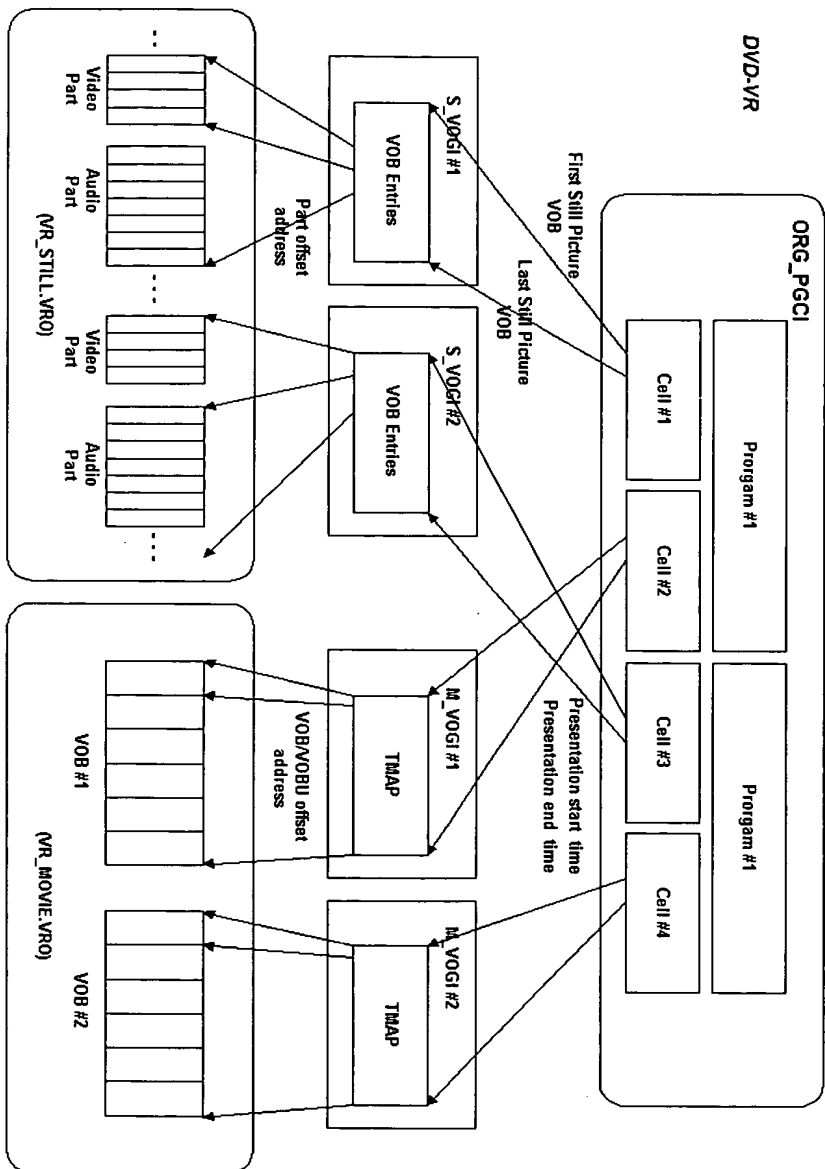 DVD-VR
ORG_PGCI
Prorgam #1
Prorgam #1
Cell #1
Cell #2
Cell #3
Cell #4
First Still Picture
VOB
Last Still Picture
VOB
Presentation start time
Presentation end time
S_VOGI #1
VOB Entries
S_VOGI #2
VOB Entries
M_VOGI #1
TMAP
M_VOGI #2
TMAP
Part offset
address
VOB/VOBU offset
address
...
Video
Part
Audio
Part
...
Video
Part
Audio
Part
...
(VR_STILL.VRO)
VOB #1
VOB #2
(VR_MOVIE.VRO)